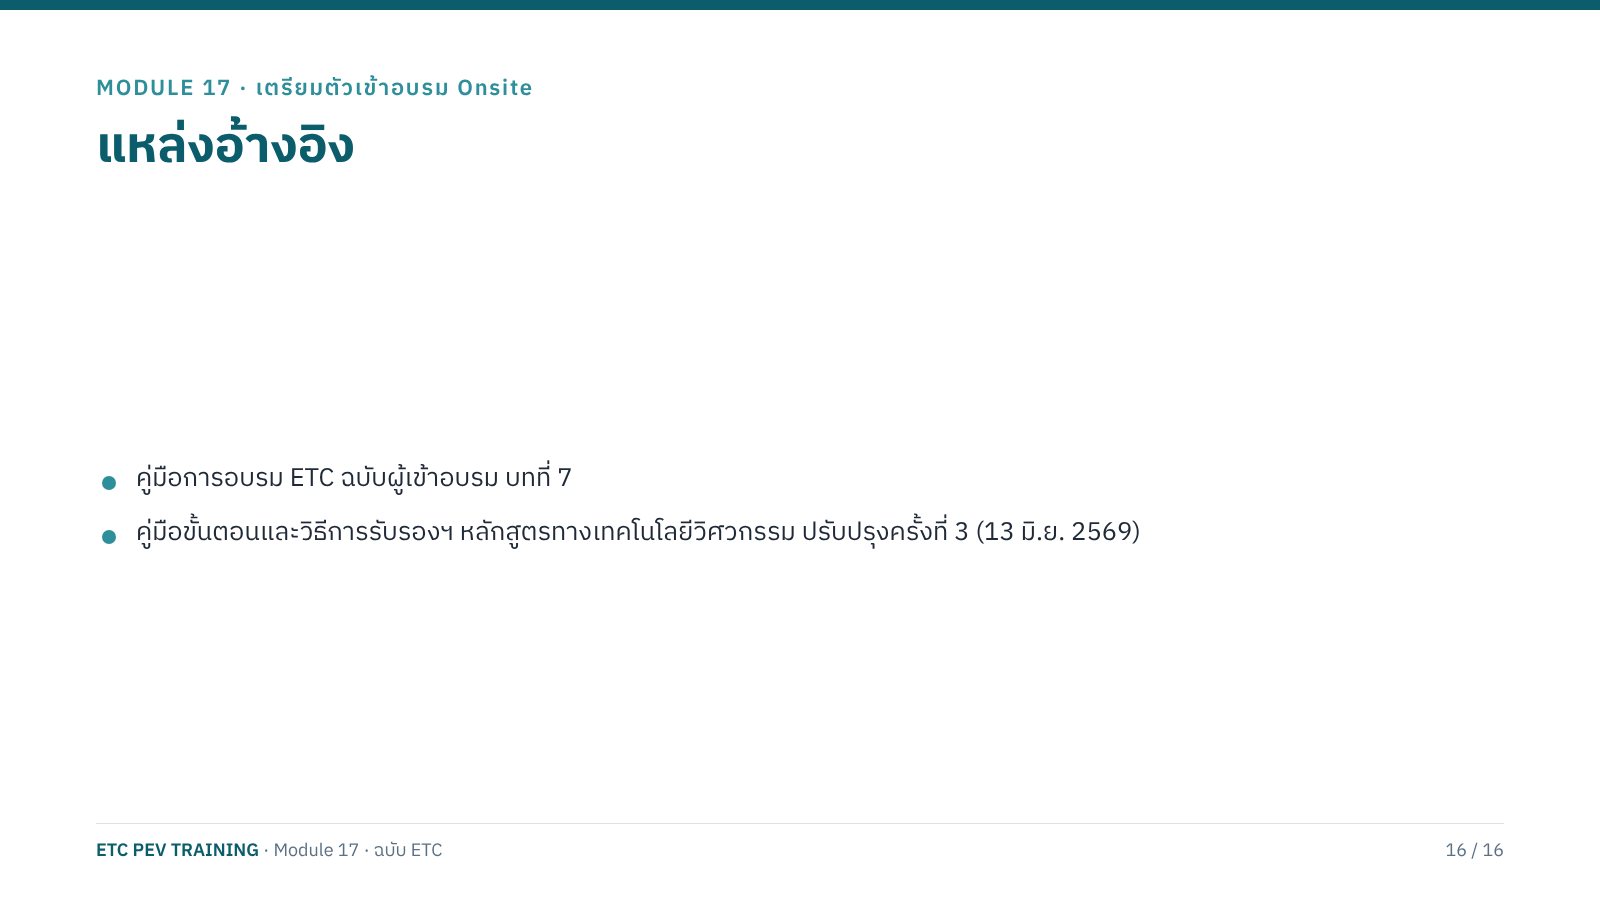 MODULE 17 · เตรียมตัวเข้าอบรม Onsite
แหล่งอ้างอิง
คู่มือการอบรม ETC ฉบับผู้เข้าอบรม บทที่ 7
คู่มือขั้นตอนและวิธีการรับรองฯ หลักสูตรทางเทคโนโลยีวิศวกรรม ปรับปรุงครั้งที่ 3 (13 มิ.ย. 2569)
ETC PEV TRAINING · Module 17 · ฉบับ ETC
16 / 16